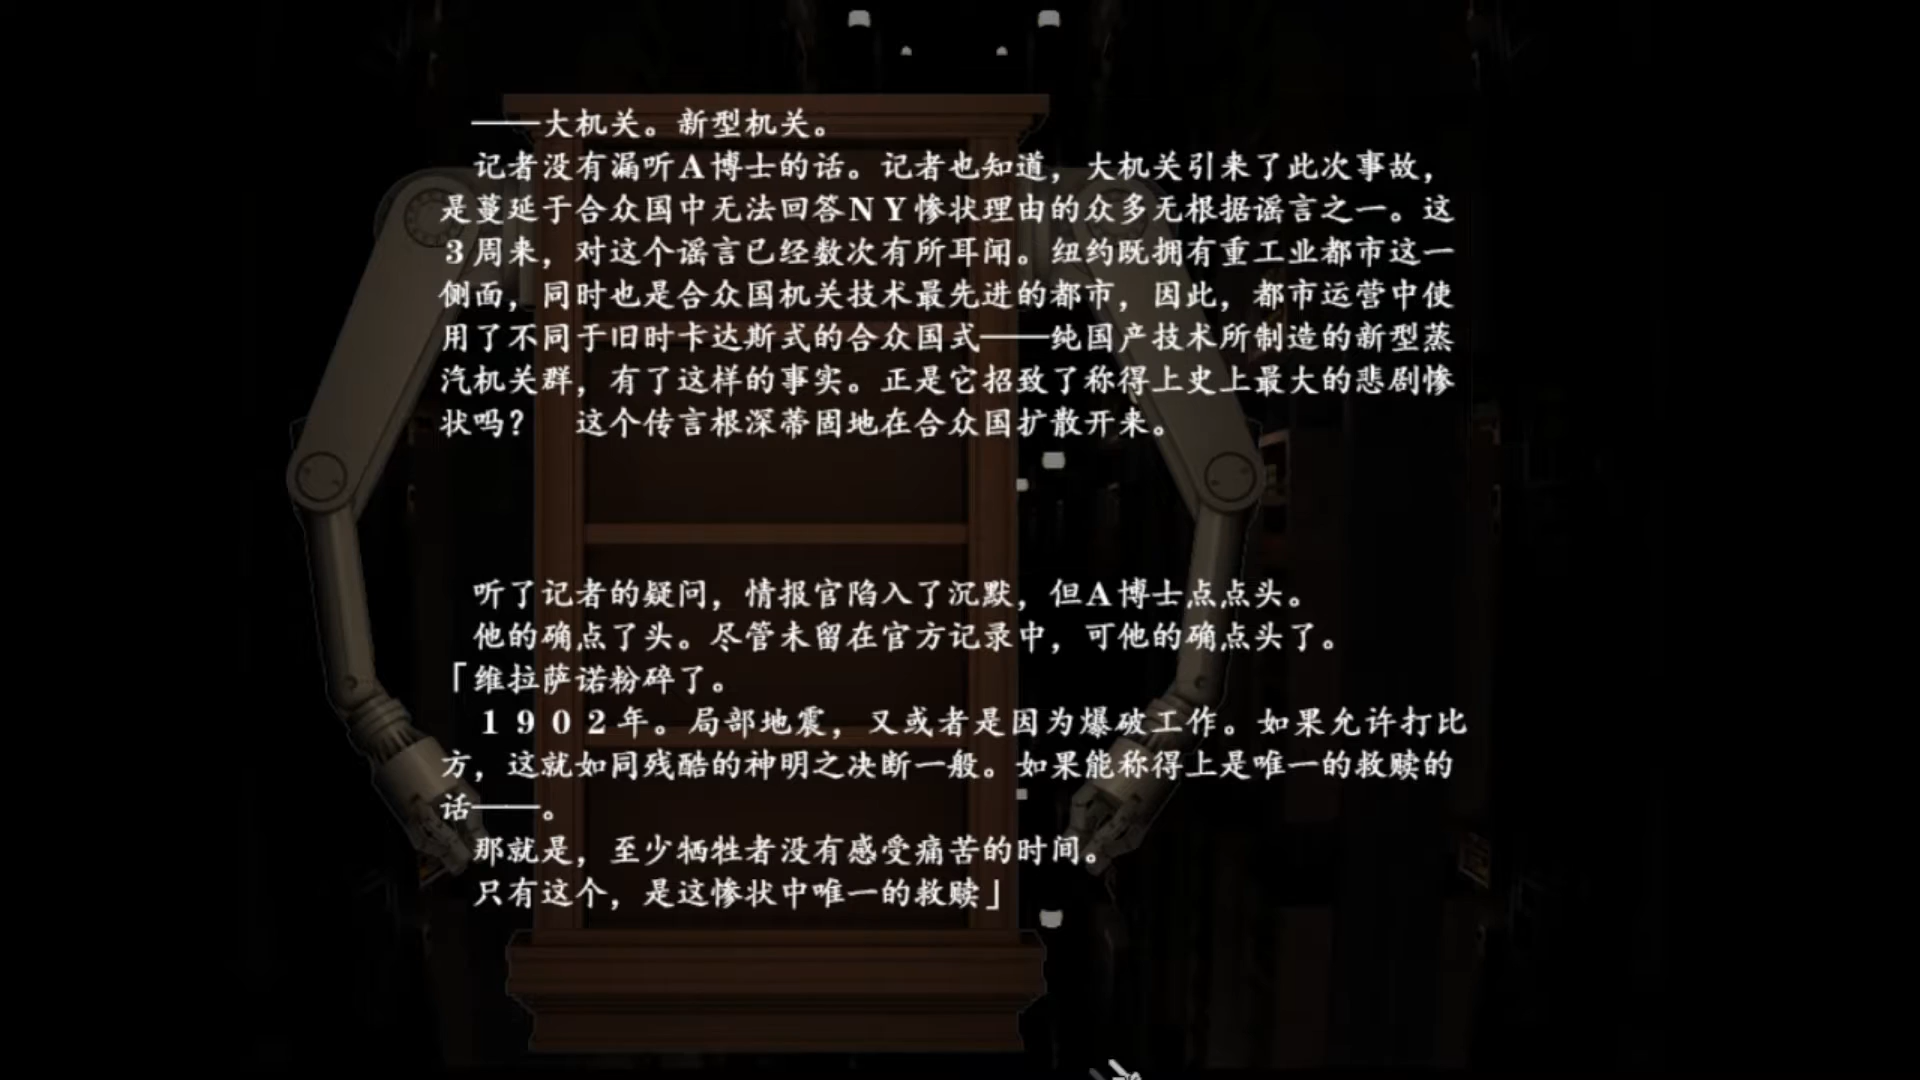 ——大机关。新型机关。
记者没有漏听A博士的话。记者也知道，大机关引来了此次事故，
是蔓延于合众国中无法回答NY惨状理由的众多无根据谣言之一。这
3周来，对这个谣言已经数次有所耳闻。纽约既拥有重工业都市这一
侧面，同时也是合众国机关技术最先进的都市，因此，都市运营中使
用了不同于旧时卡达斯式的合众国式——纯国产技术所制造的新型蒸
汽机关群，有了这样的事实。正是它招致了称得上史上最大的悲剧惨
状吗？　这个传言根深蒂固地在合众国扩散开来。
听了记者的疑问，情报官陷入了沉默，但A博士点点头。
他的确点了头。尽管未留在官方记录中，可他的确点头了。
「维拉萨诺粉碎了。
１９０２年。局部地震，又或者是因为爆破工作。如果允许打比
方，这就如同残酷的神明之决断一般。如果能称得上是唯一的救赎的
话——。
那就是，至少牺牲者没有感受痛苦的时间。
只有这个，是这惨状中唯一的救赎」